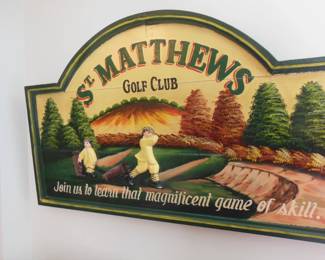 St. MATTHEWS
GOLF CLUB
Join us to learn that magnificent game of skill.